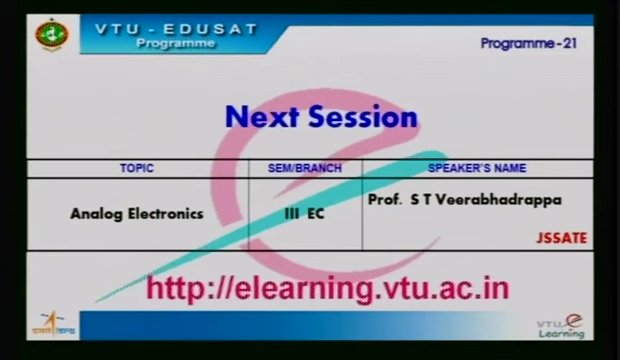 VTU - EDUSAT
Programme
Programme - 21
Next Session
TOPIC
SEM/BRANCH
SPEAKER'S NAME
Analog Electronics
III EC
Prof. S T Veerabhadrappa
JSSATE
http://elearning.vtu.ac.in
VTU e
Learning